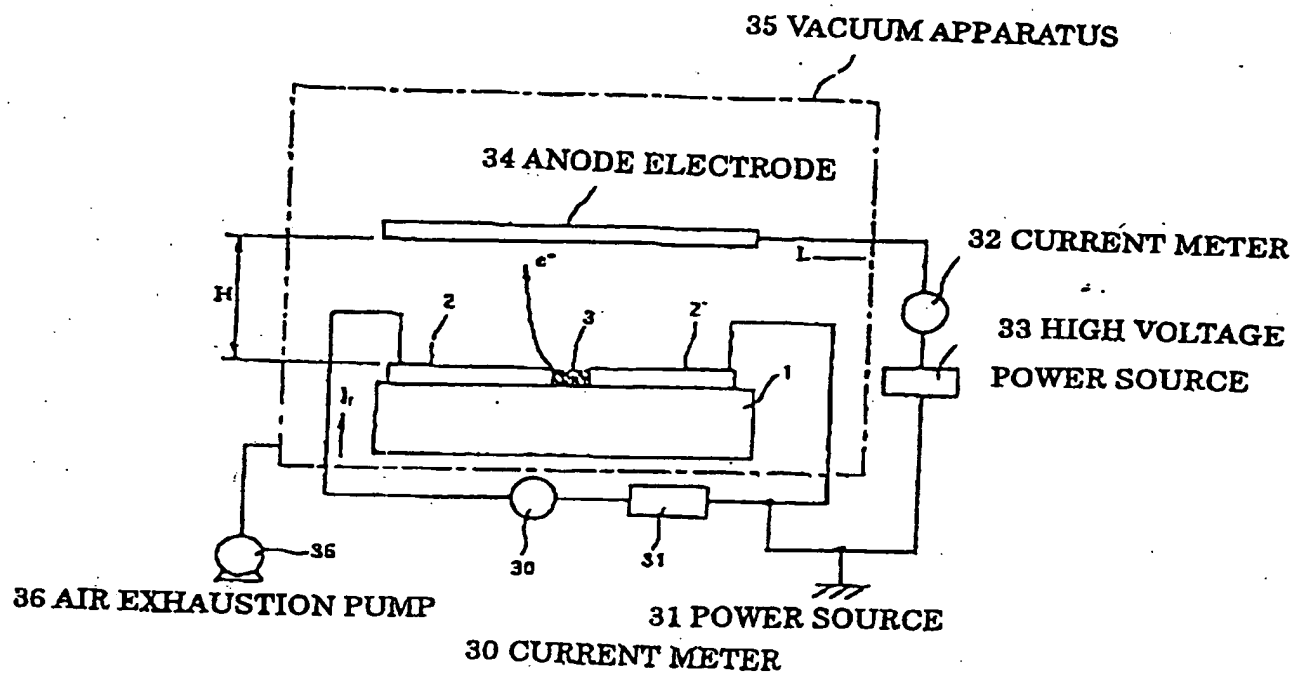 35 VACUUM APPARATUS
34 ANODE ELECTRODE
32 CURRENT METER
L
e-
H
2
3
2'
33 HIGH VOLTAGE
POWER SOURCE
1
36
30
31
36 AIR EXHAUSTION PUMP
31 POWER SOURCE
30 CURRENT METER